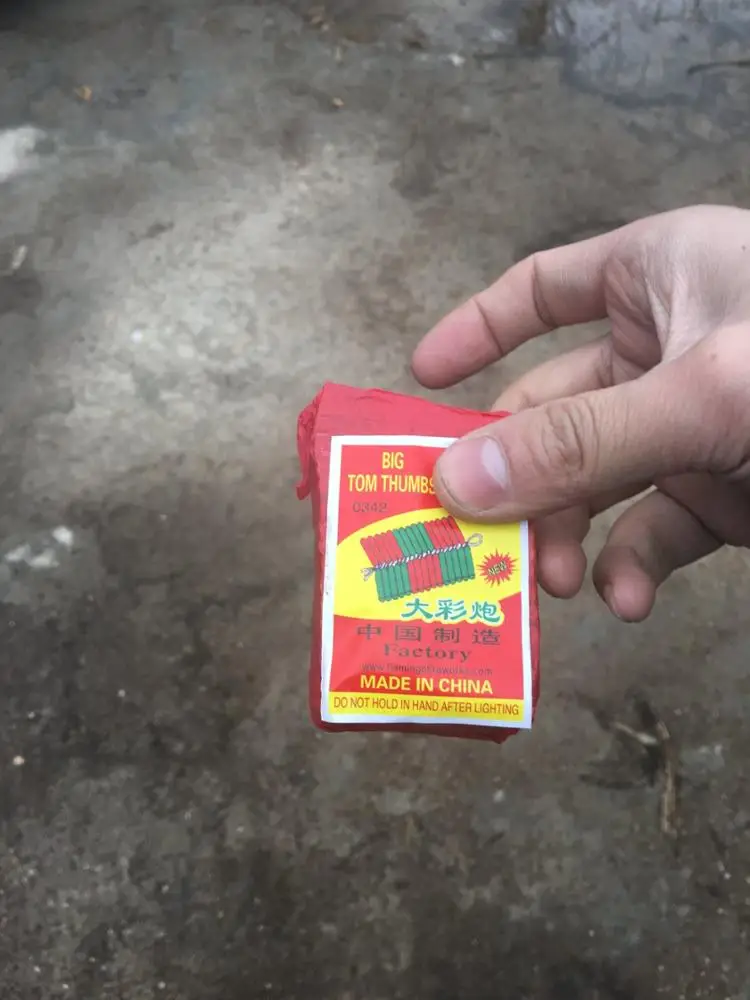 BIG
TOM THUMBS
0342
NEW
大彩炮
中国制造
Factory
MADE IN CHINA
DO NOT HOLD IN HAND AFTER LIGHTING